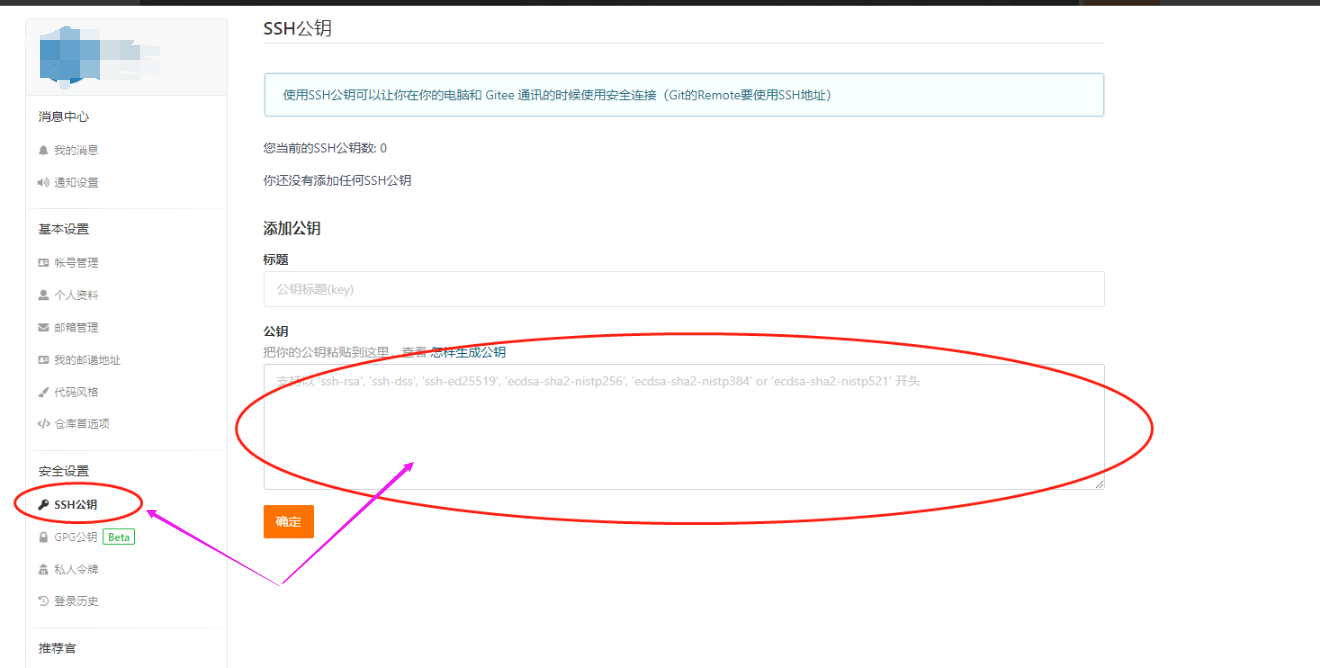 SSH公钥
使用SSH公钥可以让你在你的电脑和 Gitee 通讯的时候使用安全连接（Git的Remote要使用SSH地址）
您当前的SSH公钥数: 0
你还没有添加任何SSH公钥
添加公钥
标题
公钥标题(key)
公钥
把你的公钥粘贴到这里，查看 怎样生成公钥
支持以 'ssh-rsa', 'ssh-dss', 'ssh-ed25519', 'ecdsa-sha2-nistp256', 'ecdsa-sha2-nistp384' or 'ecdsa-sha2-nistp521' 开头
确定
消息中心
我的消息
通知设置
基本设置
帐号管理
个人资料
邮箱管理
我的邮递地址
代码风格
仓库首选项
安全设置
SSH公钥
GPG公钥 Beta
私人令牌
登录历史
推荐官